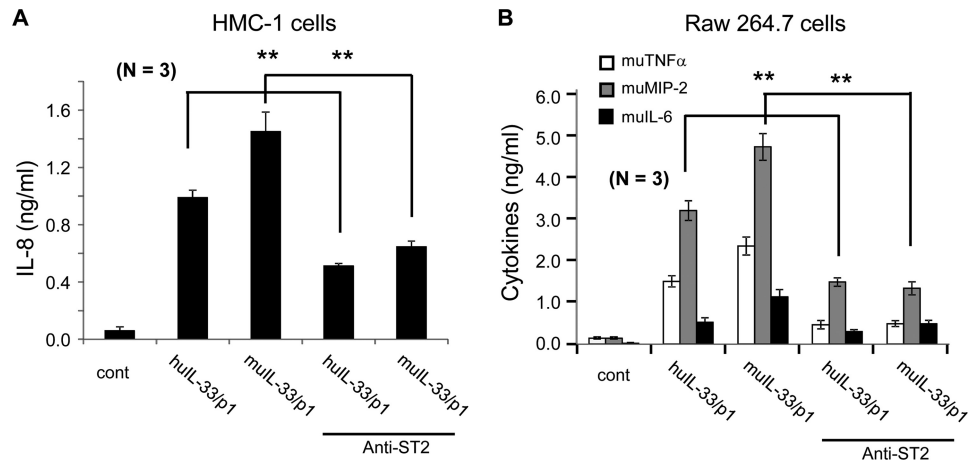 A
HMC-1 cells
** **
(N = 3)
IL-8 (ng/ml)
1.6
1.2
0.8
0.4
0.0
cont
huIL-33/p1
muIL-33/p1
huIL-33/p1
muIL-33/p1
Anti-ST2
B
Raw 264.7 cells
muTNFα
muMIP-2
muIL-6
** **
(N = 3)
Cytokines (ng/ml)
6.0
5.0
4.0
3.0
2.0
1.0
0.0
cont
huIL-33/p1
muIL-33/p1
huIL-33/p1
muIL-33/p1
Anti-ST2